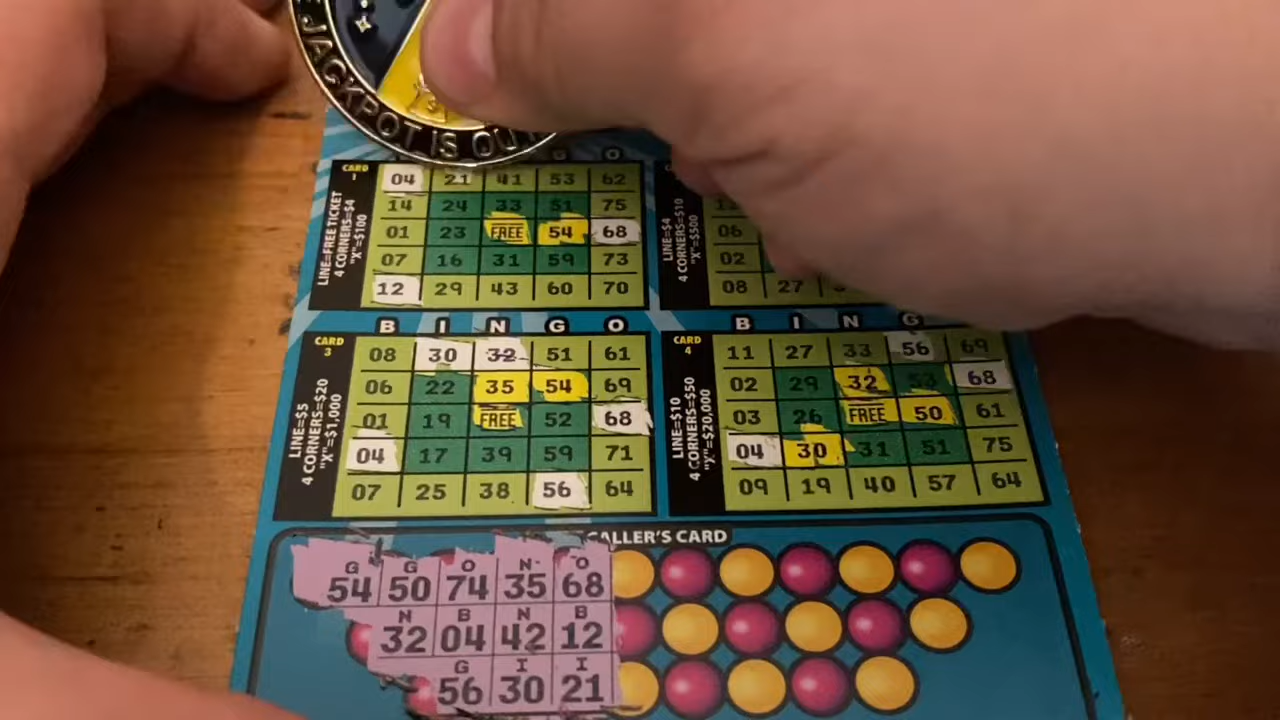 JACKPOT IS OU
G O
CARD 1
LINE=FREE TICKET
4 CORNERS=$4
"X"=$100
04 21 41 53 62
14 24 33 51 75
01 23 FREE 54 68
07 16 31 59 73
12 29 43 60 70
LINE=$4
4 CORNERS=$10
"X"=$500
06
02
08 27
B I N G O
CARD 3
LINE=$5
4 CORNERS=$20
"X"=$1,000
08 30 32 51 61
06 22 35 54 69
01 19 FREE 52 68
04 17 39 59 71
07 25 38 56 64
B I N G
CARD 4
LINE=$10
4 CORNERS=$50
"X"=$20,000
11 27 33 56 69
02 29 32 53 68
03 26 FREE 50 61
04 30 31 51 75
09 19 40 57 64
CALLER'S CARD
G G O N O
54 50 74 35 68
N B N B
32 04 42 12
G I I
56 30 21